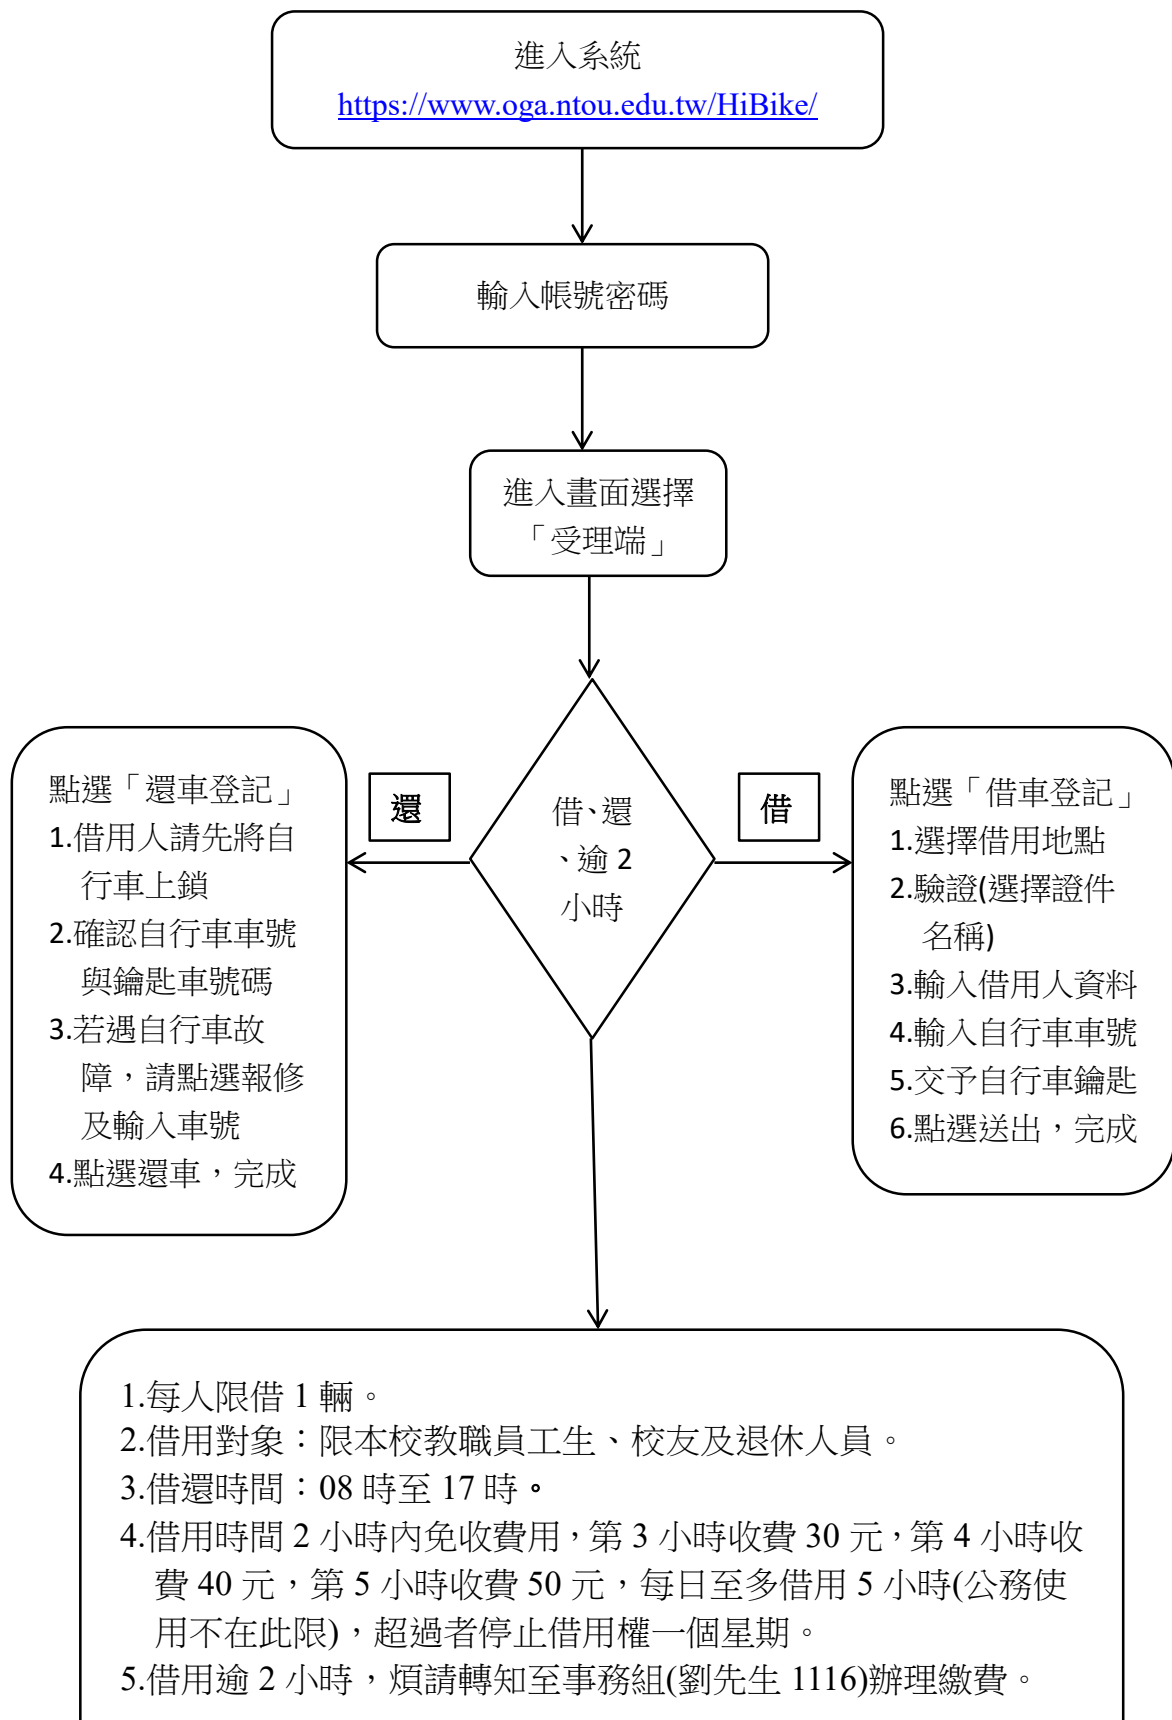 進入系統
https://www.oga.ntou.edu.tw/HiBike/
輸入帳號密碼
進入畫面選擇
「受理端」
借、還
、逾 2
小時
還
借
點選「還車登記」
1.借用人請先將自
行車上鎖
2.確認自行車車號
與鑰匙車號碼
3.若遇自行車故
障，請點選報修
及輸入車號
4.點選還車，完成
點選「借車登記」
1.選擇借用地點
2.驗證(選擇證件
名稱)
3.輸入借用人資料
4.輸入自行車車號
5.交予自行車鑰匙
6.點選送出，完成
1.每人限借 1 輛。
2.借用對象：限本校教職員工生、校友及退休人員。
3.借還時間：08 時至 17 時。
4.借用時間 2 小時內免收費用，第 3 小時收費 30 元，第 4 小時收
費 40 元，第 5 小時收費 50 元，每日至多借用 5 小時(公務使
用不在此限)，超過者停止借用權一個星期。
5.借用逾 2 小時，煩請轉知至事務組(劉先生 1116)辦理繳費。